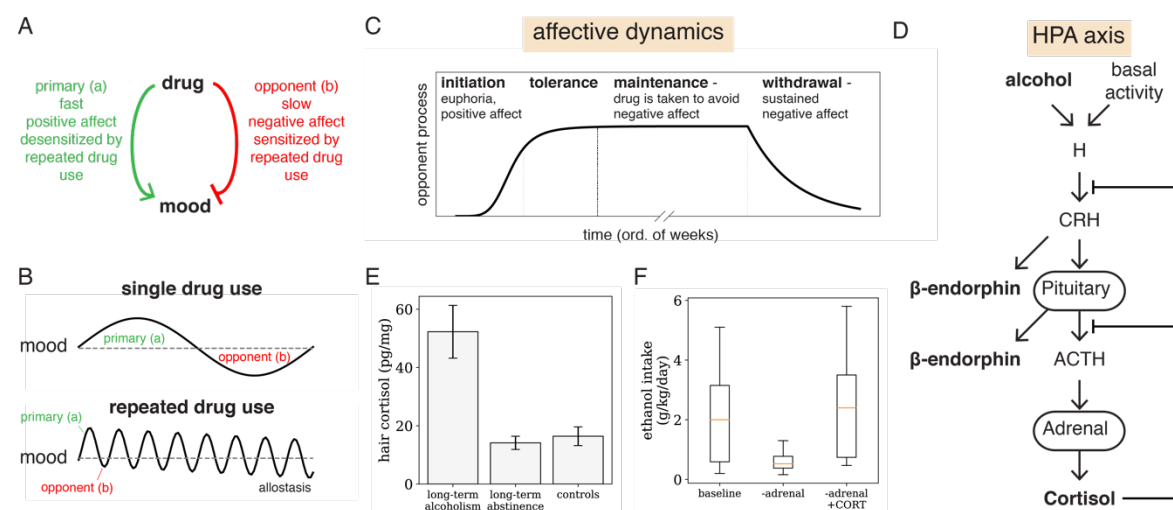 A
drug
primary (a)
fast
positive affect
desensitized by
repeated drug
use
opponent (b)
slow
negative affect
sensitized by
repeated drug
use
mood
B
single drug use
mood
primary (a)
opponent (b)
repeated drug use
primary (a)
mood
opponent (b)
allostasis
C
affective dynamics
opponent process
initiation
euphoria,
positive affect
tolerance
maintenance -
drug is taken to avoid
negative affect
withdrawal -
sustained
negative affect
time (ord. of weeks)
E
hair cortisol (pg/mg)
60
40
20
0
long-term
alcoholism
long-term
abstinence
controls
F
ethanol intake
(g/kg/day)
6
4
2
0
baseline
-adrenal
-adrenal
+CORT
D
HPA axis
alcohol
basal
activity
H
CRH
β-endorphin
Pituitary
β-endorphin
ACTH
Adrenal
Cortisol